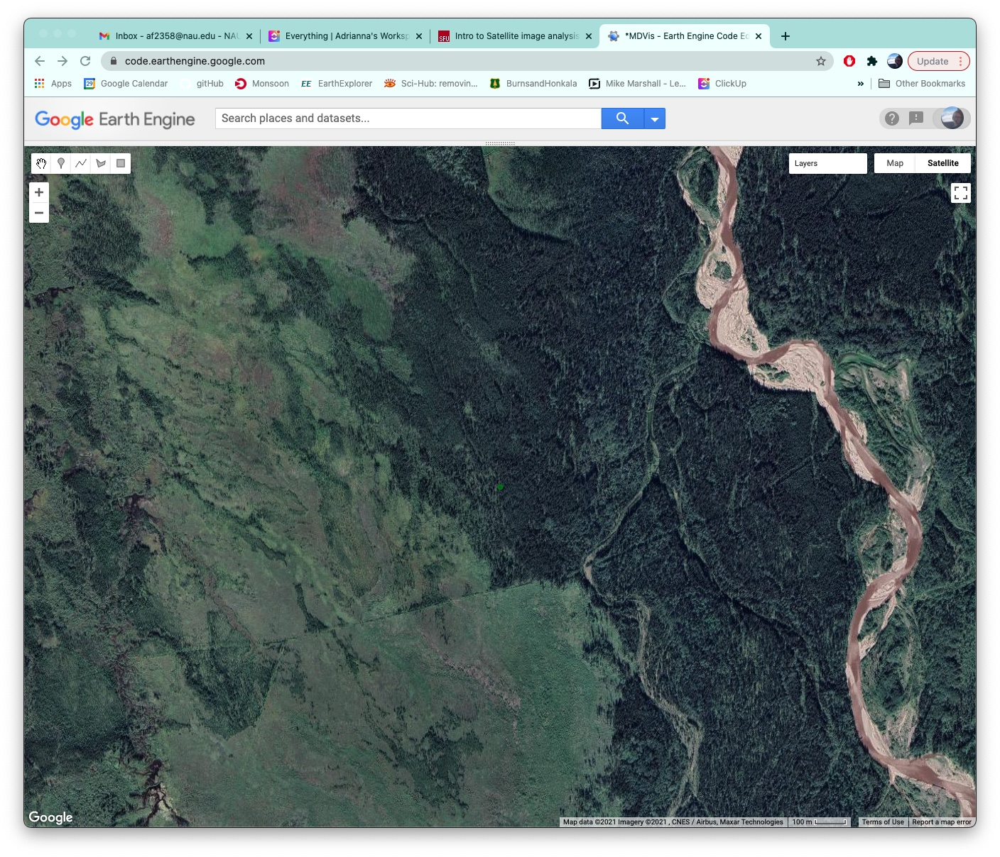 Inbox - af2358@nau.edu - NAU
Everything | Adrianna's Worksp
SFU
Intro to Satellite image analysis
*MDVis - Earth Engine Code Ed
code.earthengine.google.com
Update
Apps
29
Google Calendar
gitHub
Monsoon
EE
EarthExplorer
Sci-Hub: removin...
BurnsandHonkala
Mike Marshall - Le...
ClickUp
»
Other Bookmarks
Google Earth Engine
Search places and datasets...
Layers
Map
Satellite
+
−
Google
Map data ©2021 Imagery ©2021 , CNES / Airbus, Maxar Technologies
100 m
Terms of Use
Report a map error